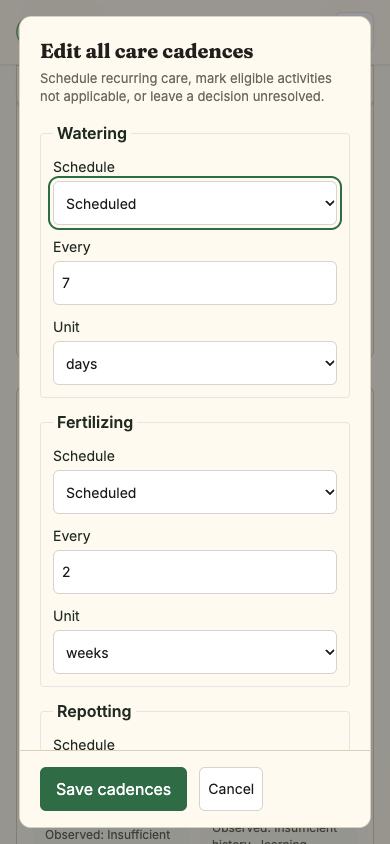 Edit all care cadences
Schedule recurring care, mark eligible activities
not applicable, or leave a decision unresolved.
Watering
Schedule
Scheduled
Every
7
Unit
days
Fertilizing
Schedule
Scheduled
Every
2
Unit
weeks
Repotting
Schedule
Save cadences
Cancel
Observed: Insufficient
Observed: Insufficient
history learning